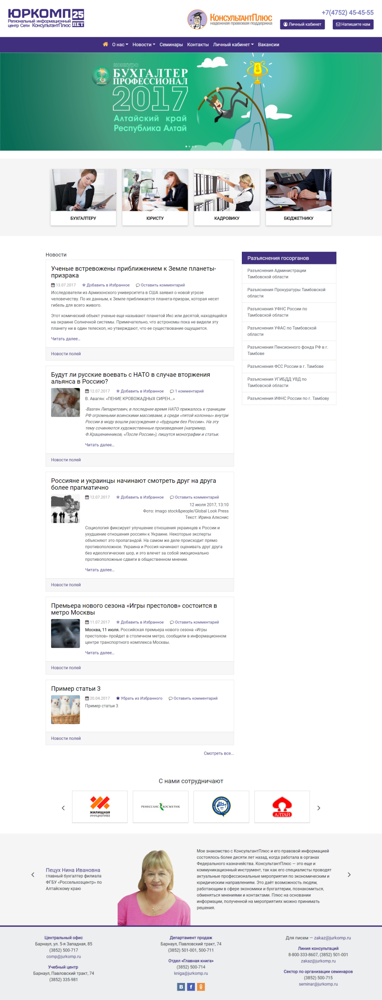 ЮРКОМП 25 ЛЕТ
Региональный информационный
центр Сети КонсультантПлюс
КонсультантПлюс
надежная правовая поддержка
+7(4752) 45-45-55
Личный кабинет
Напишите нам
О нас Новости Семинары Контакты Личный кабинет Вакансии
конкурс
БУХГАЛТЕР
ПРОФЕССИОНАЛ
2017
Алтайский край
Республика Алтай
1
БУХГАЛТЕРУ
ЮРИСТУ
КАДРОВИКУ
БЮДЖЕТНИКУ
Новости
Ученые встревожены приближением к Земле планеты-
призрака
13.07.2017 Добавить в Избранное Оставить комментарий
Исследователи из Армизонского университета в США заявил о новой угрозе
человечеству. По их данным, к Земле приближается планета-призрак, которая несет
гибель для всего живого.
Этот комический объект ученые еще называют планетой Икс или десятой, находящейся
на окраине Солнечной системы. Примечательно, что астрономы пока не видели эту
планету ни в один телескоп, но утверждают, что ее существование ощущается.
Читать далее...
Новости полей
Будут ли русские воевать с НАТО в случае вторжения
альянса в Россию?
12.07.2017 Добавить в Избранное 1 комментарий
В. Авагян: «ПЕНИЕ КРОВОЖАДНЫХ СИРЕН...»
-Вазген Липаритович, в последнее время НАТО прижалось к границам
РФ огромными воинскими массивами, а среди «пятой колонны» внутри
России в моду вошли рассуждения о «будущем без России». На эту
тему сочиняются художественные произведения (например,
Ф.Крашенинников, «После России»), пишутся монографии и статьи.
Читать далее...
Новости полей
Россияне и украинцы начинают смотреть друг на друга
более прагматично
12.07.2017 Добавить в Избранное Оставить комментарий
12 июля 2017, 13:10
Фото: imago stock&people/Global Look Press
Текст: Ирина Алкснис
Социология фиксирует улучшение отношения украинцев к России и
ухудшение отношения россиян к Украине. Некоторые эксперты
объясняют это пропагандой. На самом же деле происходит прямо
противоположное. Украина и Россия начинают оценивать друг друга
без идеологических шор, и это влечет за собой эмоционально
противоположные сдвиги в общественном мнении.
Читать далее...
Новости полей
Премьера нового сезона «Игры престолов» состоится в
метро Москвы
11.07.2017 Добавить в Избранное Оставить комментарий
Москва, 11 июля. Российская премьера нового сезона «Игры
престолов» пройдет в столичном метро, сообщили в информационном
центре транспортного комплекса Москвы.
Читать далее...
Новости полей
Пример статьи 3
20.04.2017 Убрать из Избранного Оставить комментарий
Пример статьи 3
Новости полей
Смотреть все...
Разъяснения госорганов
Разъяснения Администрации
Тамбовской области
Разъяснения Прокуратуры Тамбовской
области
Разъяснения УФНС России по
Тамбовской области
Разъяснения УФАС по Тамбовской
области
Разъяснения Пенсионного фонда РФ в г.
Тамбове
Разъяснения ФСС России в г. Тамбове
Разъяснения УГИБДД УВД по
Тамбовской области
Разъяснения ИФНС России по г. Тамбову
С нами сотрудничают
ЖИЛИЩНАЯ
ИНИЦИАТИВА
РЕНЕССАНС КОСМЕТИК
АЛТАЙ
Пецух Нина Ивановна
главный бухгалтер филиала
ФГБУ «Россельхозцентр» по
Алтайскому краю
Мое знакомство с КонсультантПлюс и его правовой информацией
состоялось более десяти лет назад, когда работала в органах
Федерального казначейства. КонсультантПлюс — это еще и
коммуникационный инструмент, так как его специалисты проводят
актуальные профессиональные мероприятия по экономическим и
юридическим направлениям. Это даёт возможность людям,
работающим в сфере экономики и бухгалтерии, познакомиться,
обменяться мнениями и контактами. Плюс на основании
информации, полученной на мероприятиях можно принимать
решения.
Центральный офис
Барнаул, ул. 5-я Западная, 85
(3852) 500-717
comp@jurkomp.ru
Учебный центр
Барнаул, Павловский тракт, 74
(3852) 335-981
Департамент продаж
Барнаул, Павловский тракт, 74
(3852) 501-001, 500-711
Отдел «Главная книга»
(3852) 500-714
kniga@jurkomp.ru
Для писем — zakaz@jurkomp.ru
Линия консультаций
8-800-333-8607, (3852) 501-001
zakaz@jurkomp.ru
Сектор по организации семинаров
(3852) 500-715
seminar@jurkomp.ru